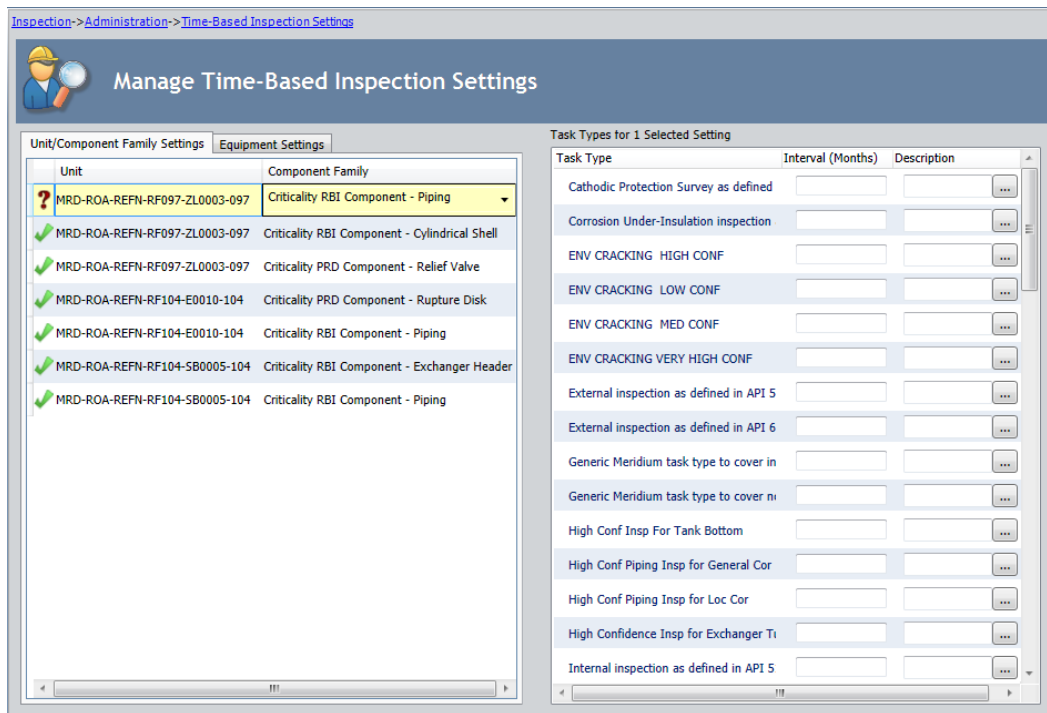 Inspection->Administration->Time-Based Inspection Settings
Manage Time-Based Inspection Settings
Unit/Component Family Settings Equipment Settings
Unit Component Family
? MRD-ROA-REFN-RF097-ZL0003-097 Criticality RBI Component - Piping
MRD-ROA-REFN-RF097-ZL0003-097 Criticality RBI Component - Cylindrical Shell
MRD-ROA-REFN-RF097-ZL0003-097 Criticality PRD Component - Relief Valve
MRD-ROA-REFN-RF104-E0010-104 Criticality PRD Component - Rupture Disk
MRD-ROA-REFN-RF104-E0010-104 Criticality RBI Component - Piping
MRD-ROA-REFN-RF104-SB0005-104 Criticality RBI Component - Exchanger Header
MRD-ROA-REFN-RF104-SB0005-104 Criticality RBI Component - Piping
Task Types for 1 Selected Setting
Task Type Interval (Months) Description
Cathodic Protection Survey as defined ...
Corrosion Under-Insulation inspection ...
ENV CRACKING  HIGH CONF ...
ENV CRACKING  LOW CONF ...
ENV CRACKING  MED CONF ...
ENV CRACKING VERY HIGH CONF ...
External inspection as defined in API 5 ...
External inspection as defined in API 6 ...
Generic Meridium task type to cover in ...
Generic Meridium task type to cover n ...
High Conf Insp For Tank Bottom ...
High Conf Piping Insp for General Cor ...
High Conf Piping Insp for Loc Cor ...
High Confidence Insp for Exchanger Tu ...
Internal inspection as defined in API 5 ...